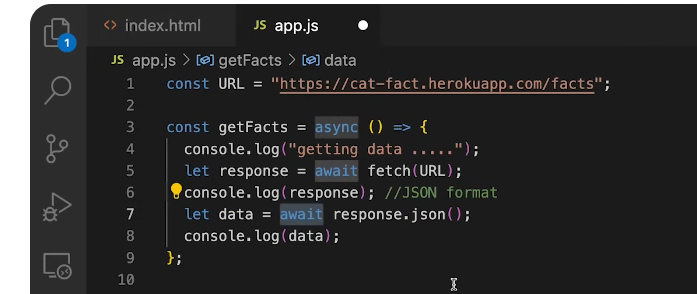 <> index.html JS app.js
1
JS app.js > getFacts > data
1 const URL = "https://cat-fact.herokuapp.com/facts";
2
3 const getFacts = async () => {
4 console.log("getting data .....");
5 let response = await fetch(URL);
6 console.log(response); //JSON format
7 let data = await response.json();
8 console.log(data);
9 };
10